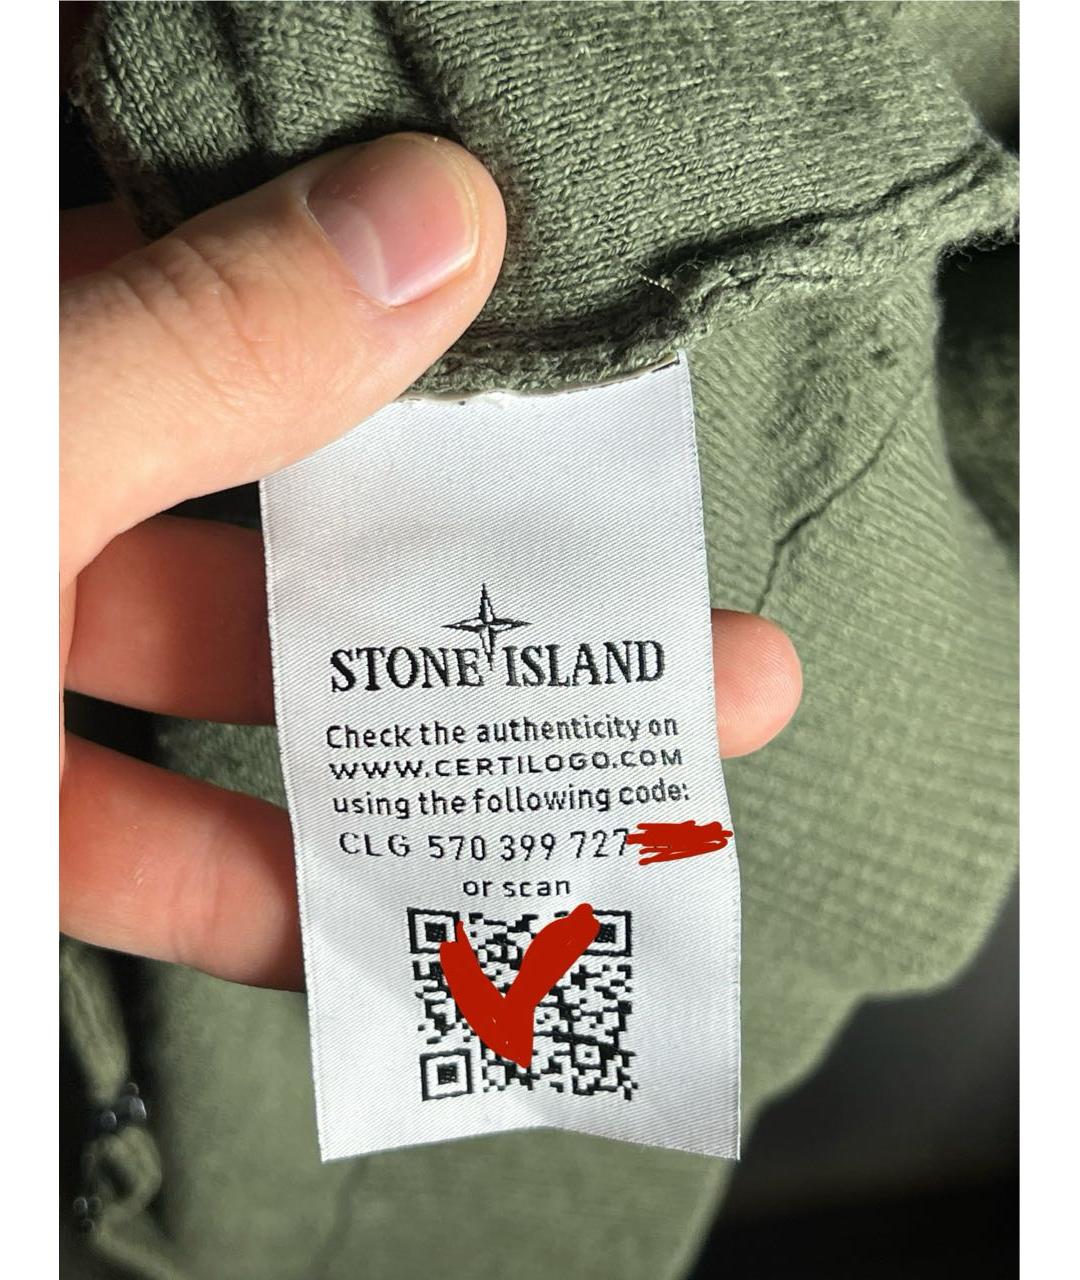 STONE ISLAND
Check the authenticity on
WWW.CERTILOGO.COM
using the following code:
CLG 570 399 727
or scan